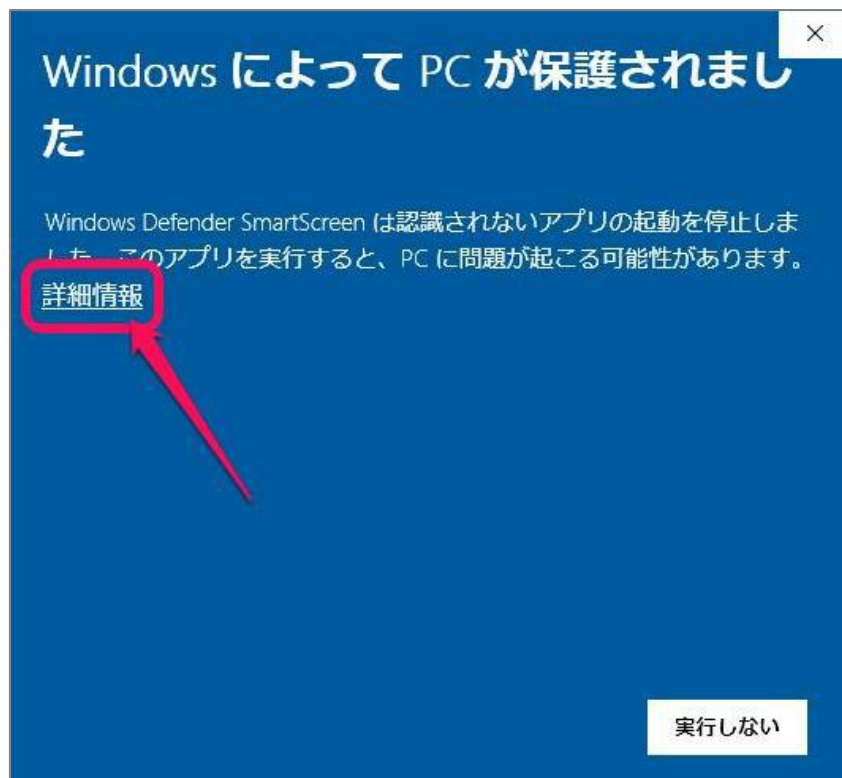 Windows によって PC が保護されまし
た
Windows Defender SmartScreen は認識されないアプリの起動を停止しま
した。このアプリを実行すると、PC に問題が起こる可能性があります。
詳細情報
実行しない